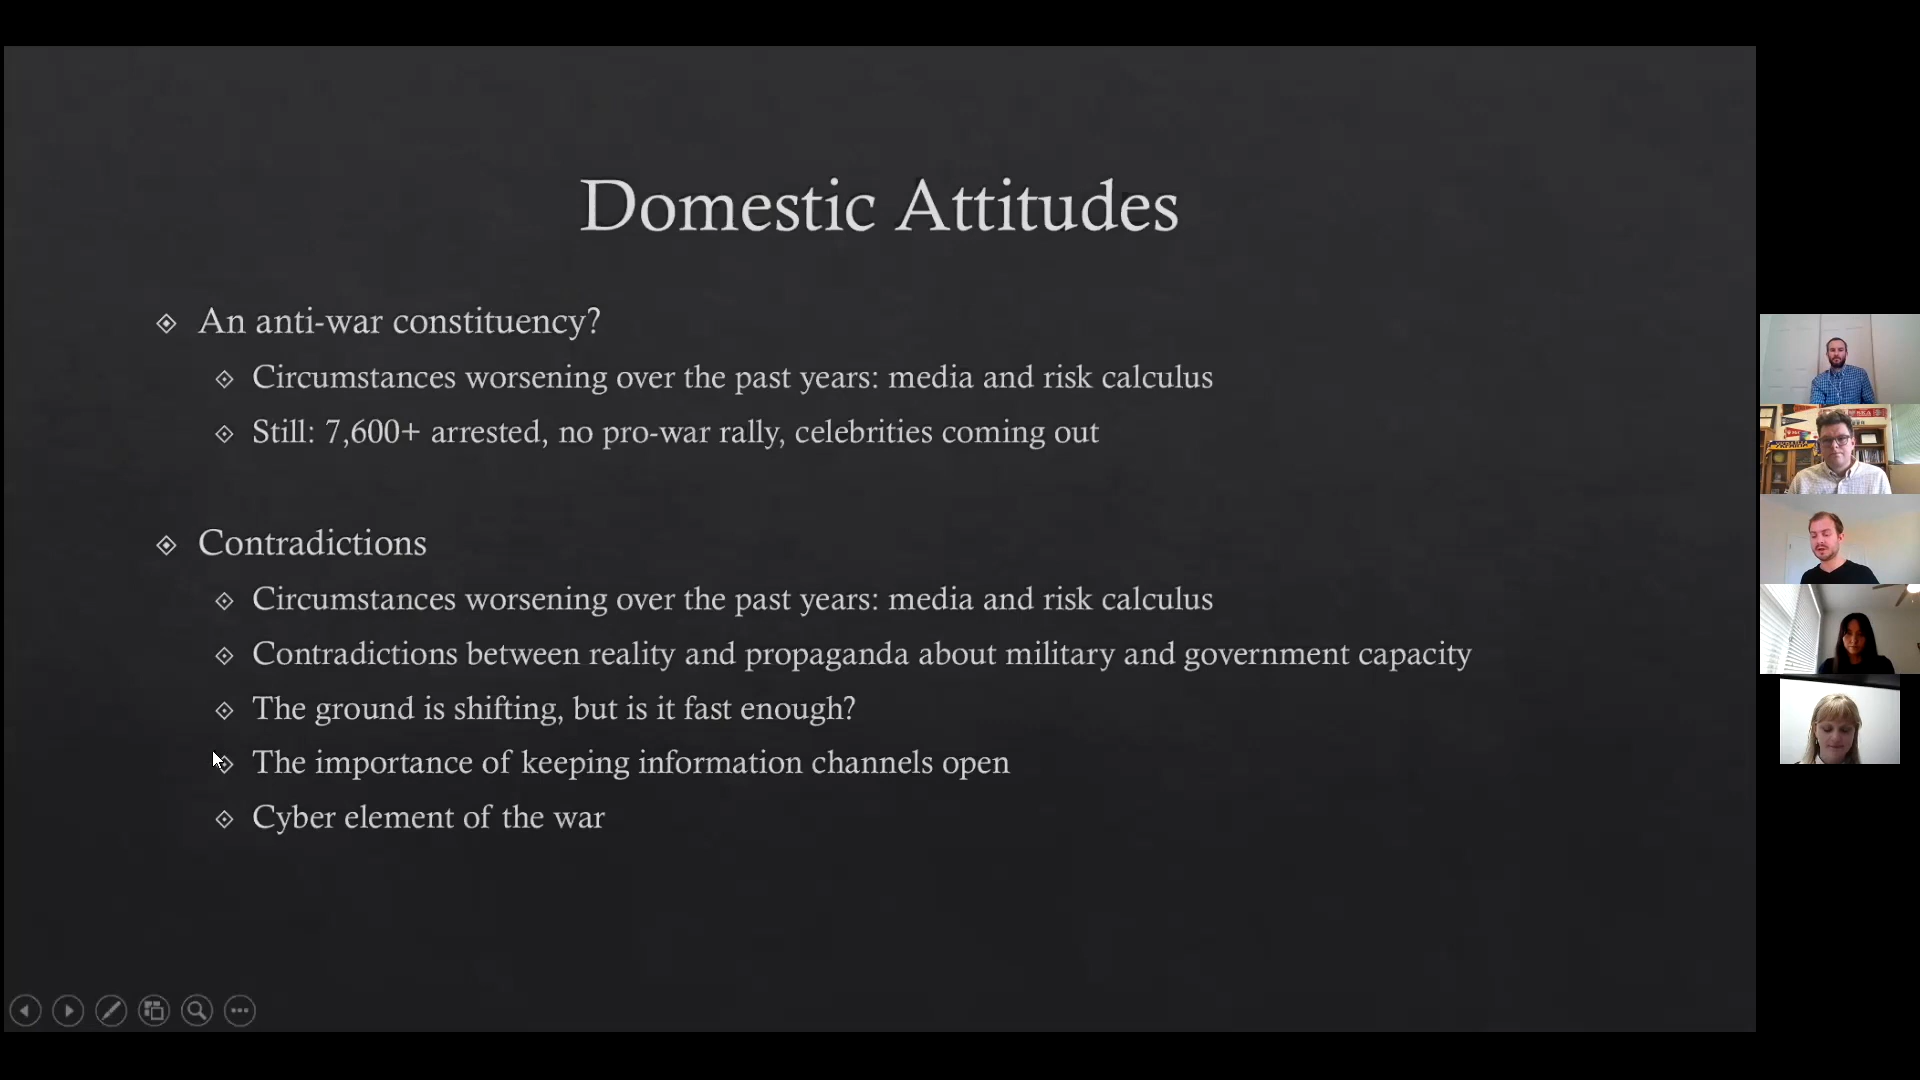 Domestic Attitudes
An anti-war constituency?
Circumstances worsening over the past years: media and risk calculus
Still: 7,600+ arrested, no pro-war rally, celebrities coming out
Contradictions
Circumstances worsening over the past years: media and risk calculus
Contradictions between reality and propaganda about military and government capacity
The ground is shifting, but is it fast enough?
The importance of keeping information channels open
Cyber element of the war